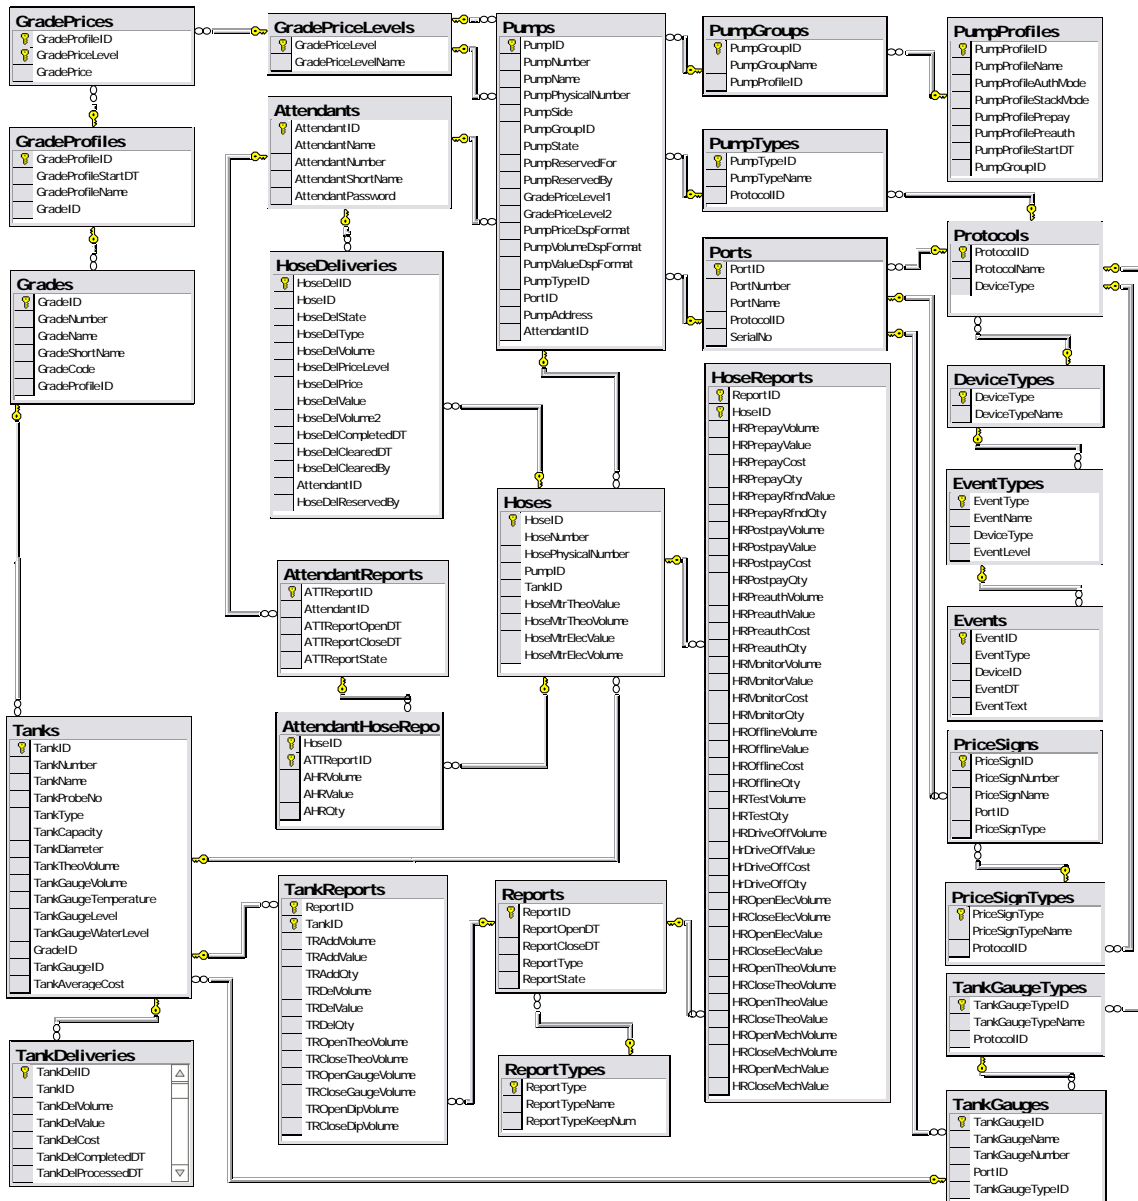 GradePrices
GradeProfileID
GradePriceLevel
GradePrice
GradeProfiles
GradeProfileID
GradeProfileStartDT
GradeProfileName
GradeID
Grades
GradeID
GradeNumber
GradeName
GradeShortName
GradeCode
GradeProfileID
Tanks
TankID
TankNumber
TankName
TankProbeNo
TankType
TankCapacity
TankDiameter
TankTheoVolume
TankGaugeVolume
TankGaugeTemperature
TankGaugeLevel
TankGaugeWaterLevel
GradeID
TankGaugeID
TankAverageCost
TankDeliveries
TankDelID
TankID
TankDelVolume
TankDelValue
TankDelCost
TankDelCompletedDT
TankDelProcessedDT
GradePriceLevels
GradePriceLevel
GradePriceLevelName
Attendants
AttendantID
AttendantName
AttendantNumber
AttendantShortName
AttendantPassword
HoseDeliveries
HoseDelID
HoseID
HoseDelState
HoseDelType
HoseDelVolume
HoseDelPriceLevel
HoseDelPrice
HoseDelValue
HoseDelVolume2
HoseDelCompletedDT
HoseDelClearedDT
HoseDelClearedBy
AttendantID
HoseDelReservedBy
AttendantReports
ATTReportID
AttendantID
ATTReportOpenDT
ATTReportCloseDT
ATTReportState
AttendantHoseRepo
HoseID
ATTReportID
AHRVolume
AHRValue
AHRQty
TankReports
ReportID
TankID
TRAddVolume
TRAddValue
TRAddQty
TRDelVolume
TRDelValue
TRDelQty
TROpenTheoVolume
TRCloseTheoVolume
TROpenGaugeVolume
TRCloseGaugeVolume
TROpenDipVolume
TRCloseDipVolume
Pumps
PumpID
PumpNumber
PumpName
PumpPhysicalNumber
PumpSide
PumpGroupID
PumpState
PumpReservedFor
PumpReservedBy
GradePriceLevel1
GradePriceLevel2
PumpPriceDspFormat
PumpVolumeDspFormat
PumpValueDspFormat
PumpTypeID
PortID
PumpAddress
AttendantID
Hoses
HoseID
HoseNumber
HosePhysicalNumber
PumpID
TankID
HoseMtrTheoValue
HoseMtrTheoVolume
HoseMtrElecValue
HoseMtrElecVolume
Reports
ReportID
ReportOpenDT
ReportCloseDT
ReportType
ReportState
ReportTypes
ReportType
ReportTypeName
ReportTypeKeepNum
PumpGroups
PumpGroupID
PumpGroupName
PumpProfileID
PumpTypes
PumpTypeID
PumpTypeName
ProtocolID
Ports
PortID
PortNumber
PortName
ProtocolID
SerialNo
HoseReports
ReportID
HoseID
HRPrepayVolume
HRPrepayValue
HRPrepayCost
HRPrepayQty
HRPrepayRfndValue
HRPrepayRfndQty
HRPostpayVolume
HRPostpayValue
HRPostpayCost
HRPostpayQty
HRPreauthVolume
HRPreauthValue
HRPreauthCost
HRPreauthQty
HRMonitorVolume
HRMonitorValue
HRMonitorCost
HRMonitorQty
HROfflineVolume
HROfflineValue
HROfflineCost
HROfflineQty
HRTestVolume
HRTestQty
HRDriveOffVolume
HrDriveOffValue
HrDriveOffCost
HrDriveOffQty
HROpenElecVolume
HRCloseElecVolume
HROpenElecValue
HRCloseElecValue
HROpenTheoVolume
HRCloseTheoVolume
HROpenTheoValue
HRCloseTheoValue
HROpenMechVolume
HRCloseMechVolume
HROpenMechValue
HRCloseMechValue
PumpProfiles
PumpProfileID
PumpProfileName
PumpProfileAuthMode
PumpProfileStackMode
PumpProfilePrepay
PumpProfilePreauth
PumpProfileStartDT
PumpGroupID
Protocols
ProtocolID
ProtocolName
DeviceType
DeviceTypes
DeviceType
DeviceTypeName
EventTypes
EventType
EventName
DeviceType
EventLevel
Events
EventID
EventType
DeviceID
EventDT
EventText
PriceSigns
PriceSignID
PriceSignNumber
PriceSignName
PortID
PriceSignType
PriceSignTypes
PriceSignType
PriceSignTypeName
ProtocolID
TankGaugeTypes
TankGaugeTypeID
TankGaugeTypeName
ProtocolID
TankGauges
TankGaugeID
TankGaugeName
TankGaugeNumber
PortID
TankGaugeTypeID